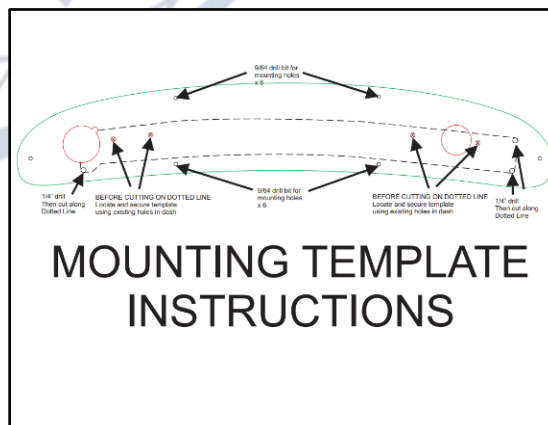 9/64 drill bit for
mounting holes
x 6
1/4" drill
Then cut along
Dotted Line
BEFORE CUTTING ON DOTTED LINE
Locate and secure template
using existing holes in dash
9/64 drill bit for
mounting holes
x 6
BEFORE CUTTING ON DOTTED LINE
Locate and secure template
using existing holes in dash
1/4" drill
Then cut along
Dotted Line
MOUNTING TEMPLATE
INSTRUCTIONS